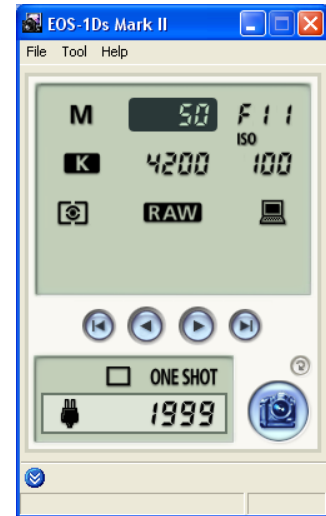 EOS-1Ds Mark II
File Tool Help
M 50 F11
ISO
K 4200 100
RAW
ONE SHOT
1999